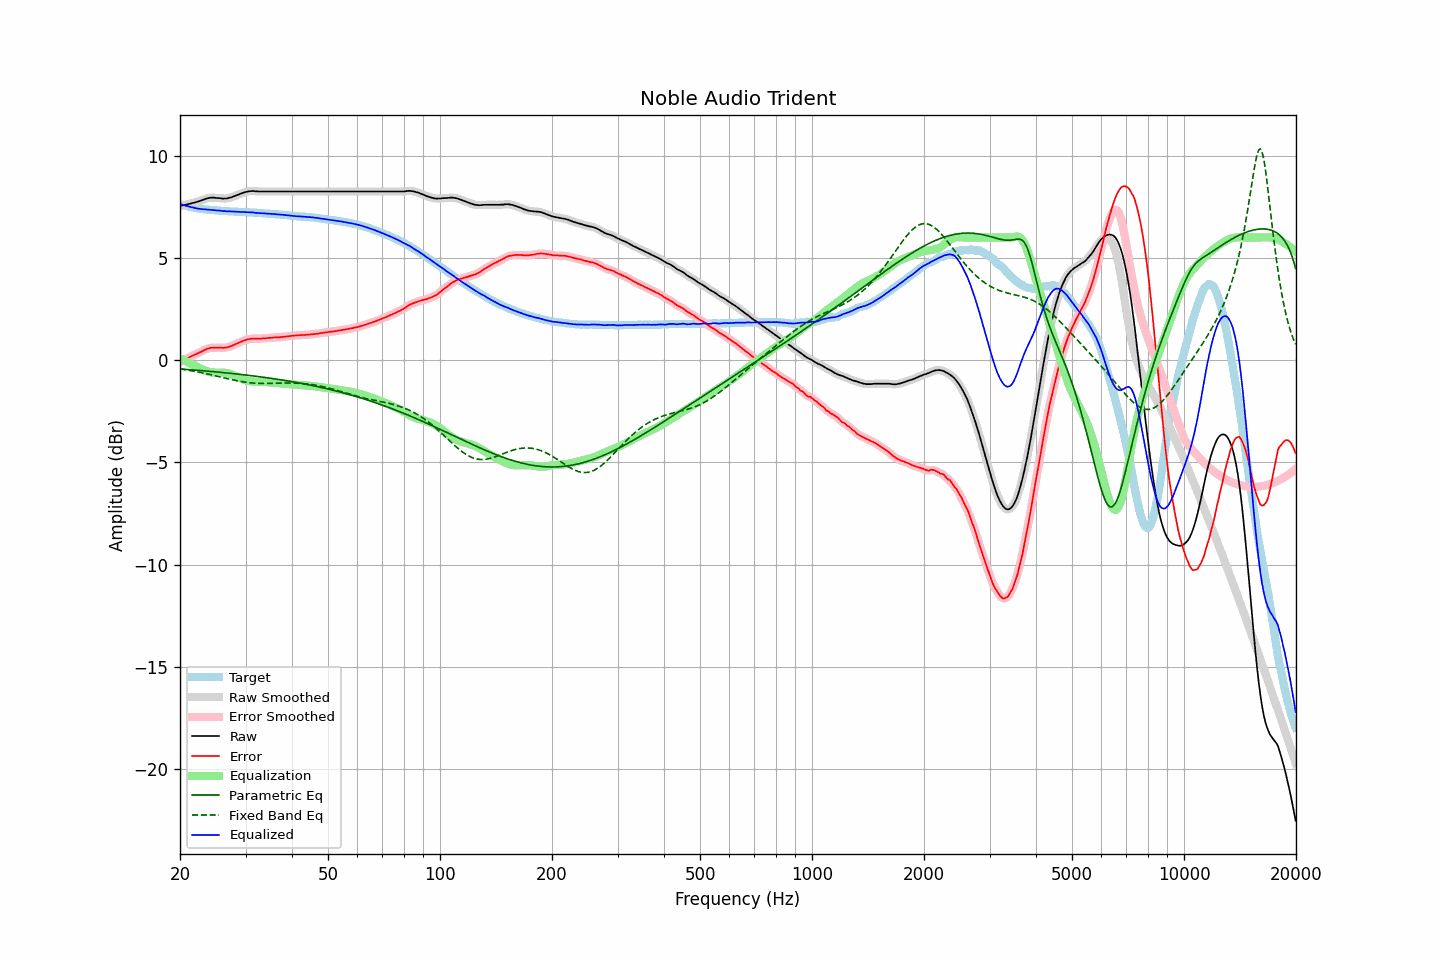 Noble Audio Trident
10
5
0
−5
−10
−15
−20
Amplitude (dBr)
Target
Raw Smoothed
Error Smoothed
Raw
Error
Equalization
Parametric Eq
Fixed Band Eq
Equalized
20 50 100 200 500 1000 2000 5000 10000 20000
Frequency (Hz)